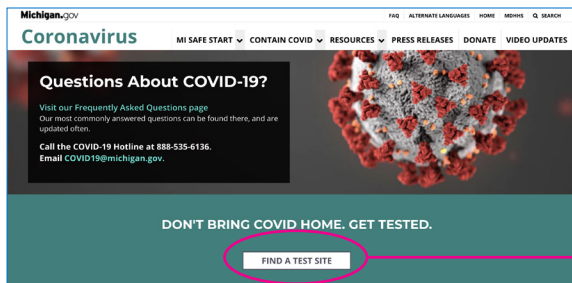 Michigan.gov
FAQ ALTERNATE LANGUAGES HOME MDHHS SEARCH
Coronavirus
MI SAFE START CONTAIN COVID RESOURCES PRESS RELEASES DONATE VIDEO UPDATES
Questions About COVID-19?
Visit our Frequently Asked Questions page
Our most commonly answered questions can be found there, and are
updated often.
Call the COVID-19 Hotline at 888-535-6136.
Email COVID19@michigan.gov.
DON'T BRING COVID HOME. GET TESTED.
FIND A TEST SITE